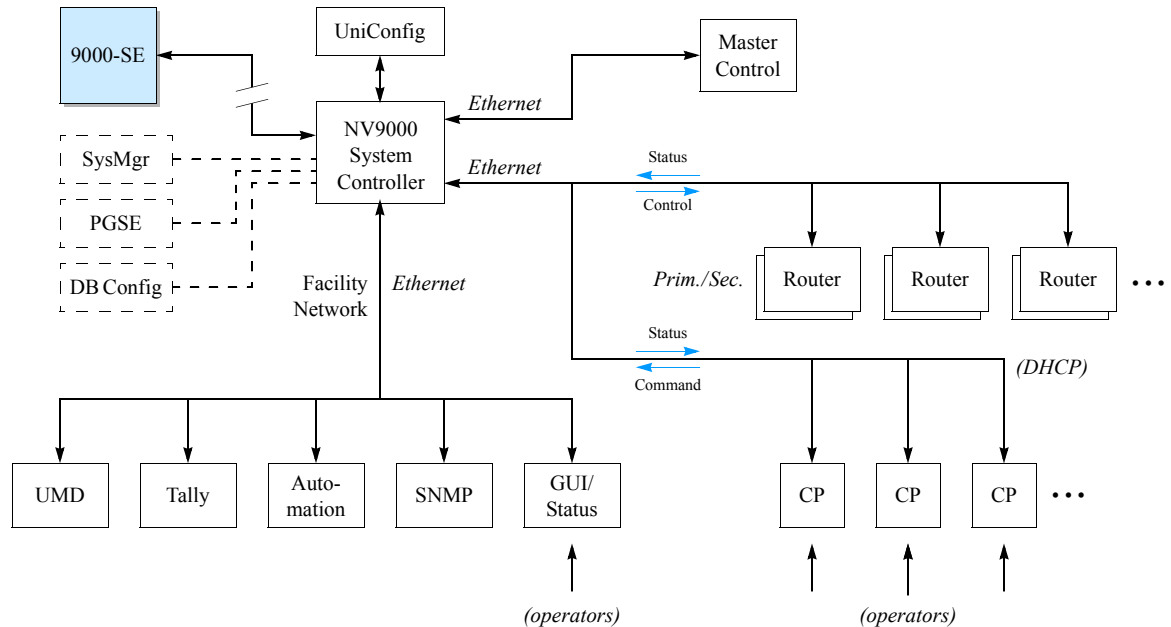 9000-SE
UniConfig
Master
Control
Ethernet
NV9000
System
Controller
SysMgr
PGSE
DB Config
Ethernet
Status
Control
Facility
Network
Ethernet
Prim./Sec.
Router
Router
Router
...
Status
Command
(DHCP)
UMD
Tally
Auto-
mation
SNMP
GUI/
Status
CP
CP
CP
...
(operators)
(operators)